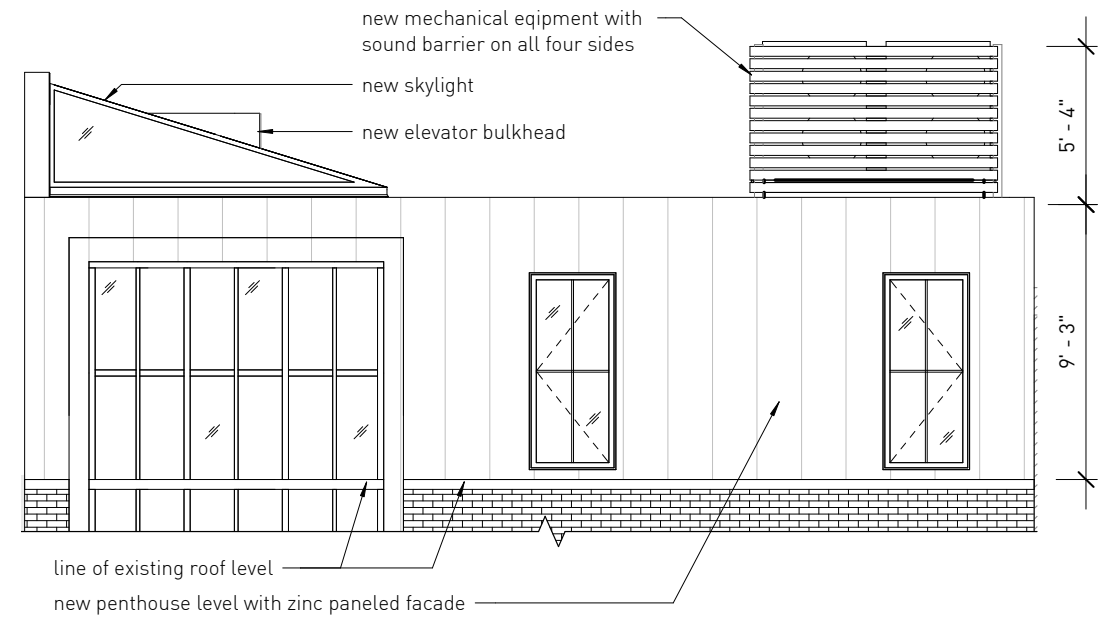 new mechanical eqipment with
sound barrier on all four sides
new skylight
new elevator bulkhead
5' - 4"
9' - 3"
line of existing roof level
new penthouse level with zinc paneled facade